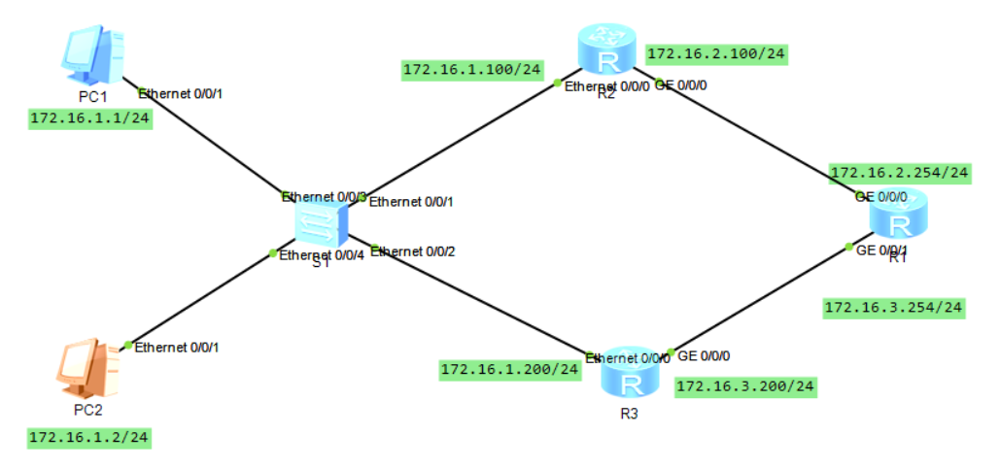 172.16.2.100/24
172.16.1.100/24
R
Ethernet 0/0/0
GE 0/0/0
R2
PC1
Ethernet 0/0/1
172.16.1.1/24
172.16.2.254/24
Ethernet 0/0/3
Ethernet 0/0/1
GE 0/0/0
R
Ethernet 0/0/4
Ethernet 0/0/2
S1
GE 0/0/1
R1
172.16.3.254/24
Ethernet 0/0/1
Ethernet 0/0/0
GE 0/0/0
172.16.1.200/24
R
172.16.3.200/24
PC2
R3
172.16.1.2/24